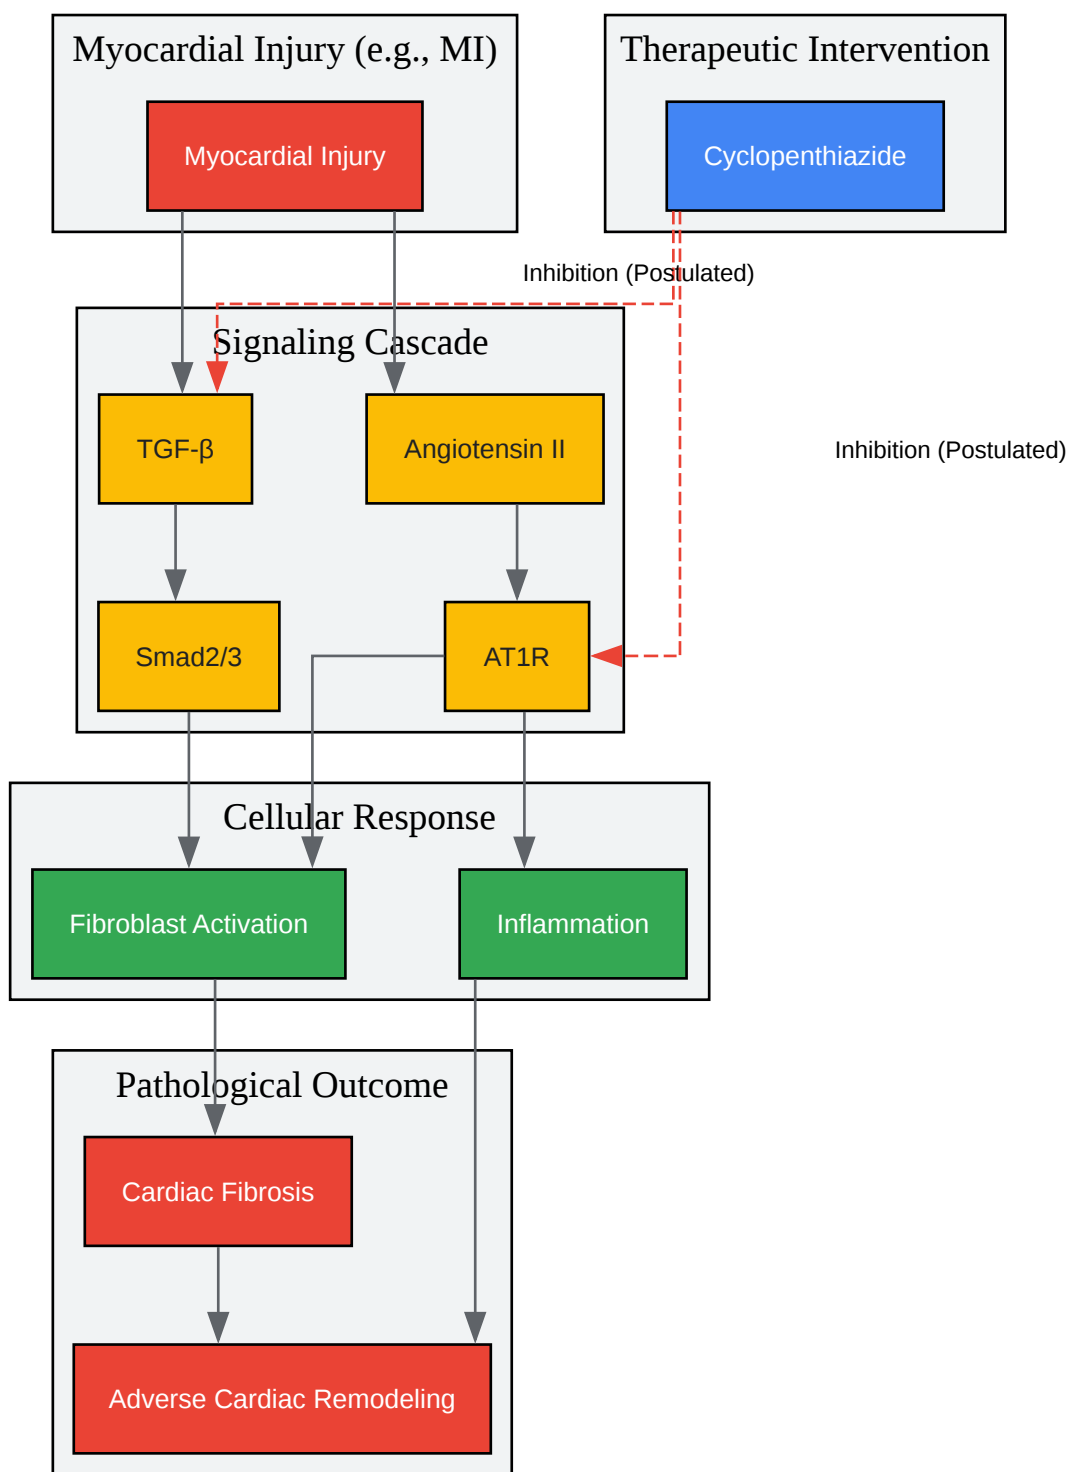 Myocardial Injury (e.g., MI)
Therapeutic Intervention
Myocardial Injury
Cyclopenthiazide
Inhibition (Postulated)
Signaling Cascade
TGF-β
Angiotensin II
Inhibition (Postulated)
Smad2/3
AT1R
Cellular Response
Fibroblast Activation
Inflammation
Pathological Outcome
Cardiac Fibrosis
Adverse Cardiac Remodeling